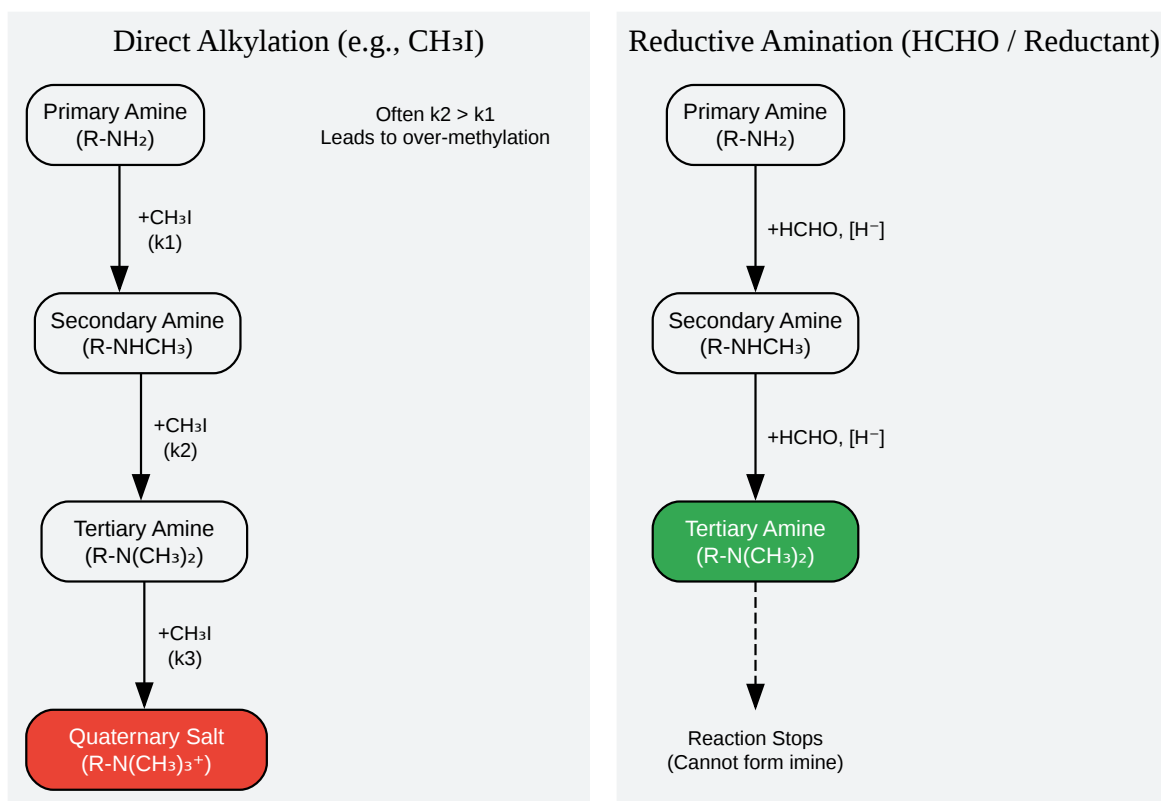 Direct Alkylation (e.g., CH₃I)
Primary Amine
(R-NH₂)
Often k2 > k1
Leads to over-methylation
+CH₃I
(k1)
Secondary Amine
(R-NHCH₃)
+CH₃I
(k2)
Tertiary Amine
(R-N(CH₃)₂)
+CH₃I
(k3)
Quaternary Salt
(R-N(CH₃)₃⁺)
Reductive Amination (HCHO / Reductant)
Primary Amine
(R-NH₂)
+HCHO, [H⁻]
Secondary Amine
(R-NHCH₃)
+HCHO, [H⁻]
Tertiary Amine
(R-N(CH₃)₂)
Reaction Stops
(Cannot form imine)